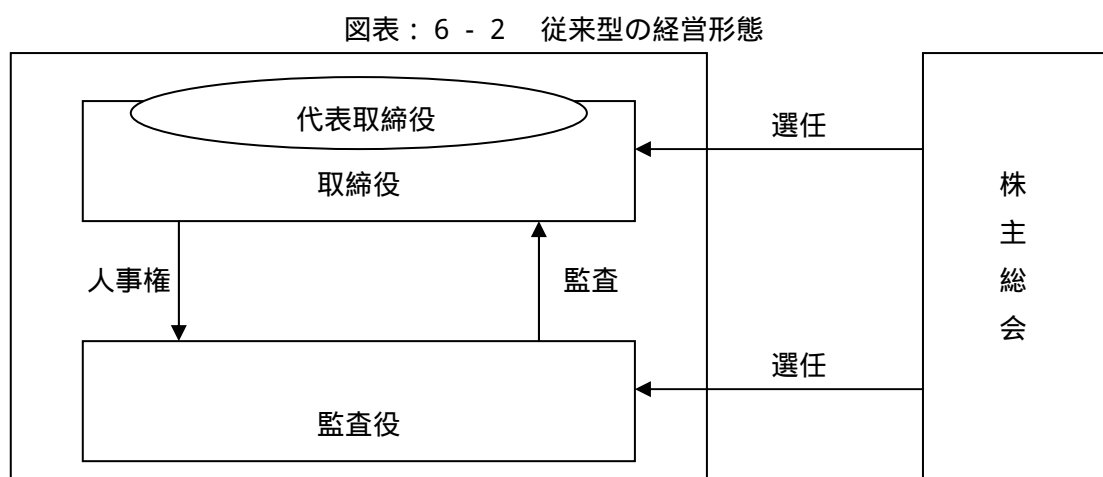 図表:6-2 従来型の経営形態
代表取締役
取締役
選任
人事権
監査
株主総会
選任
監査役